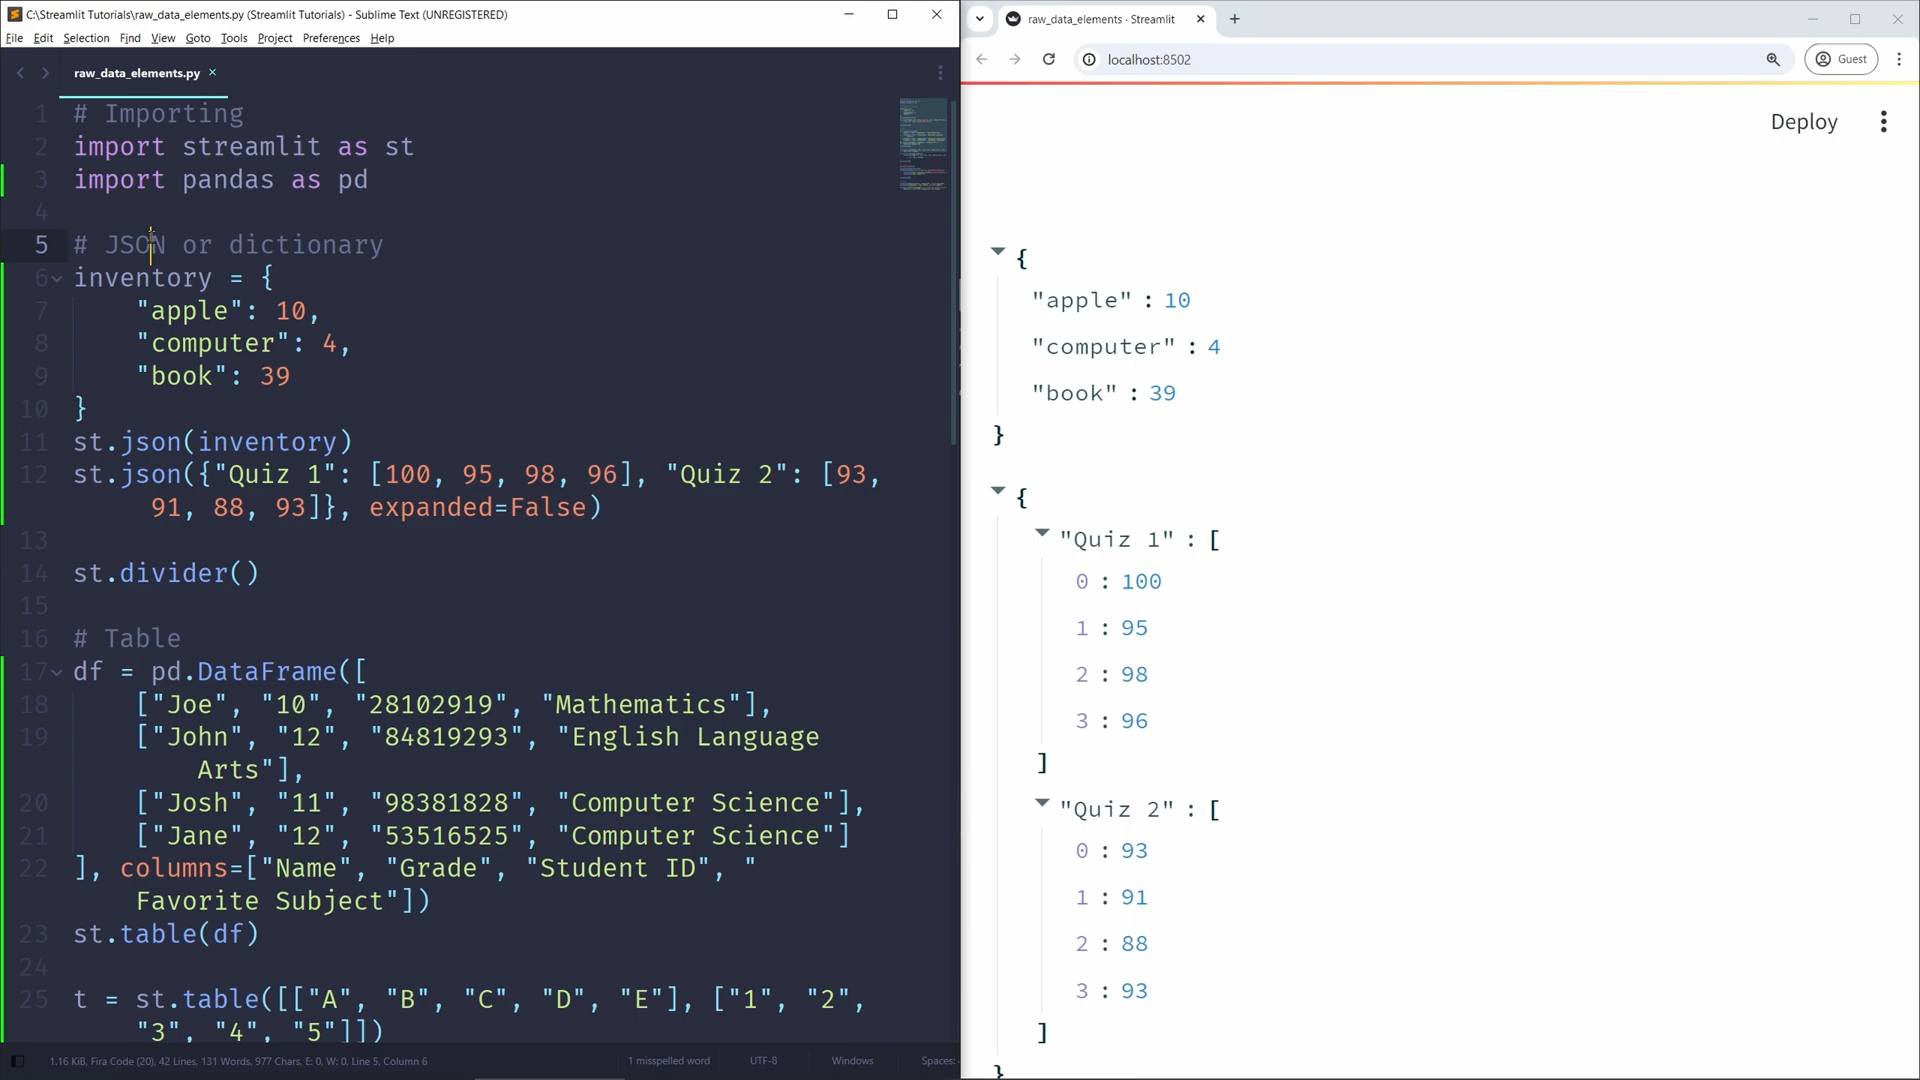 C:\Streamlit Tutorials\raw_data_elements.py (Streamlit Tutorials) - Sublime Text (UNREGISTERED)
File Edit Selection Find View Goto Tools Project Preferences Help
raw_data_elements.py
1 # Importing
2 import streamlit as st
3 import pandas as pd
4
5 # JSON or dictionary
6 inventory = {
7 "apple": 10,
8 "computer": 4,
9 "book": 39
10 }
11 st.json(inventory)
12 st.json({"Quiz 1": [100, 95, 98, 96], "Quiz 2": [93,
91, 88, 93]}, expanded=False)
13
14 st.divider()
15
16 # Table
17 df = pd.DataFrame([
18 ["Joe", "10", "28102919", "Mathematics"],
19 ["John", "12", "84819293", "English Language
Arts"],
20 ["Josh", "11", "98381828", "Computer Science"],
21 ["Jane", "12", "53516525", "Computer Science"]
22 ], columns=["Name", "Grade", "Student ID", "
Favorite Subject"])
23 st.table(df)
24
25 t = st.table([["A", "B", "C", "D", "E"], ["1", "2",
"3", "4", "5"]])
1.16 KiB, Fira Code (20), 42 Lines, 131 Words, 977 Chars, E: 0, W: 0, Line 5, Column 6
1 misspelled word
UTF-8
Windows
Spaces:
raw_data_elements · Streamlit
localhost:8502
Guest
Deploy
{
"apple" : 10
"computer" : 4
"book" : 39
}
{
"Quiz 1" : [
0 : 100
1 : 95
2 : 98
3 : 96
]
"Quiz 2" : [
0 : 93
1 : 91
2 : 88
3 : 93
]
}